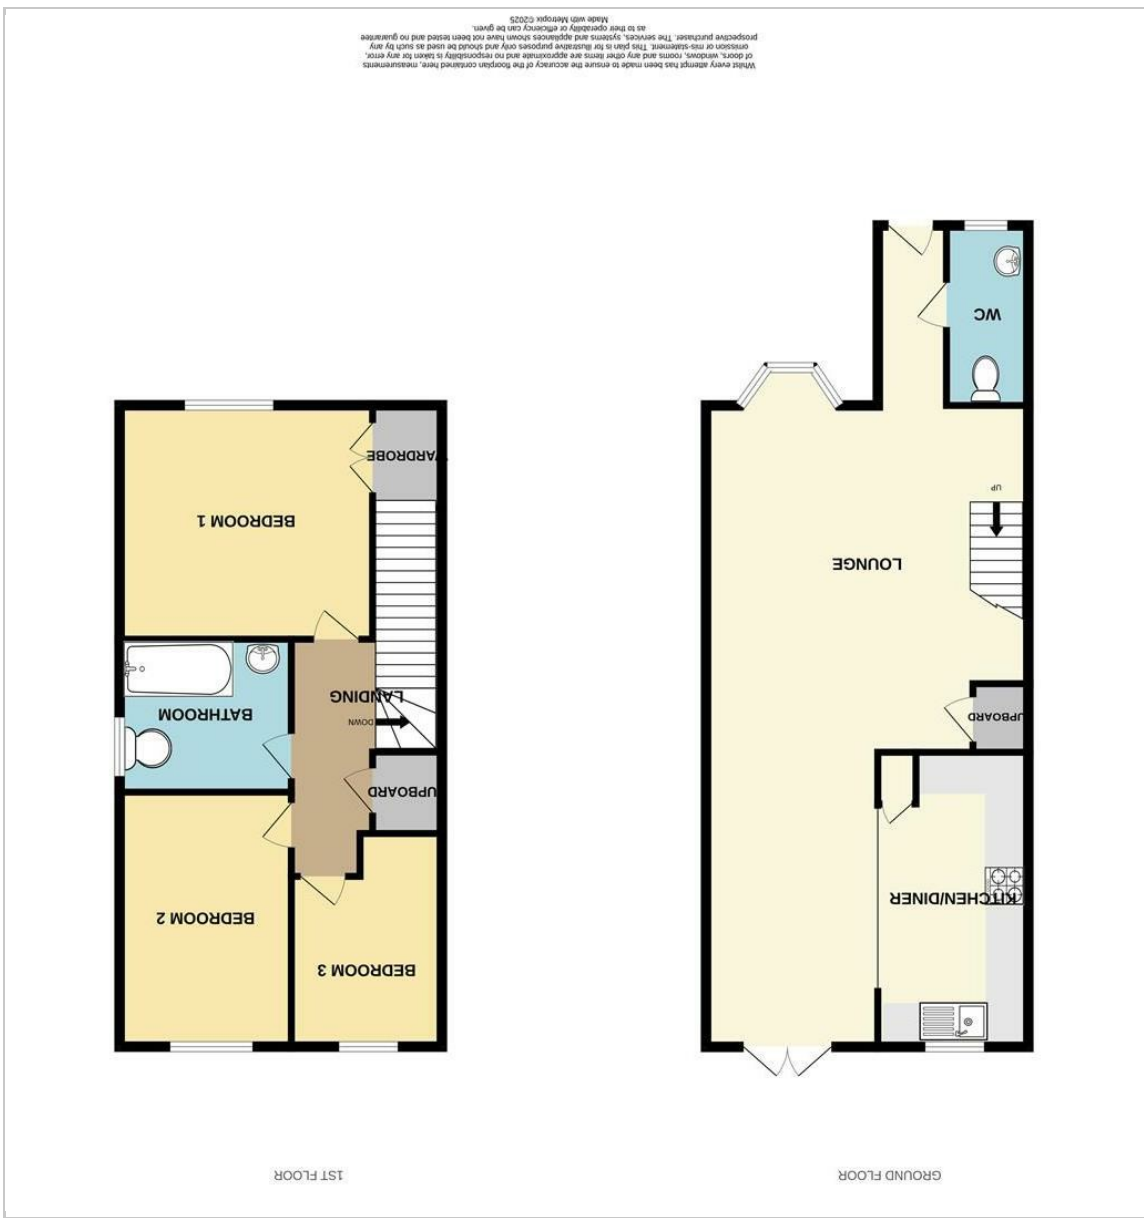 GROUND FLOOR
1ST FLOOR
KITCHEN/DINER
UPBOARD
LOUNGE
UP
WC
BEDROOM 3
BEDROOM 2
UPBOARD
DOWN
LANDING
BATHROOM
BEDROOM 1
WARDROBE
Whilst every attempt has been made to ensure the accuracy of the floorplan contained here, measurements
of doors, windows, rooms and any other items are approximate and no responsibility is taken for any error,
omission or mis-statement. This plan is for illustrative purposes only and should be used as such by any
prospective purchaser. The services, systems and appliances shown have not been tested and no guarantee
as to their operability or efficiency can be given.
Made with Metropix ©2025